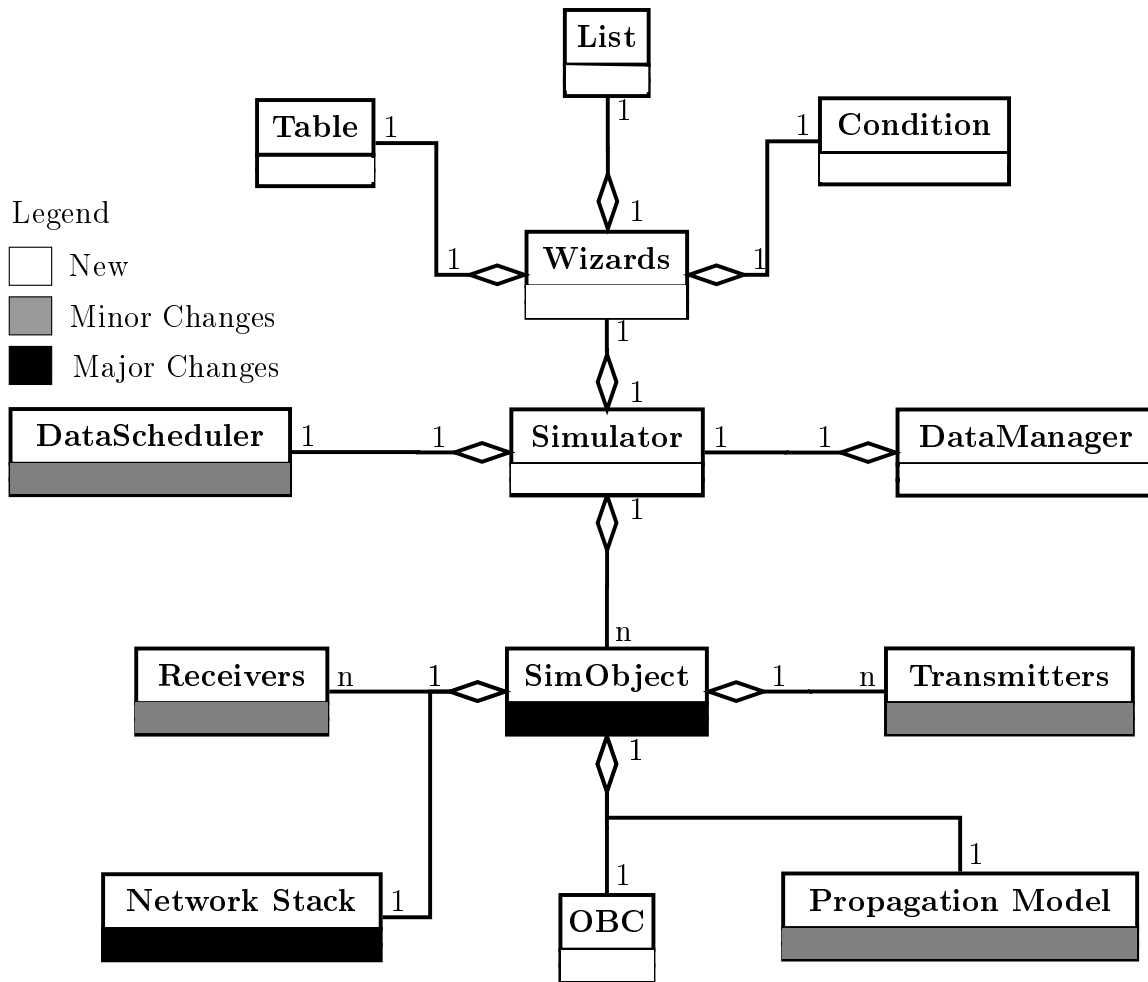 List
1
Table
1
1
Condition
1
Legend
New
Minor Changes
Major Changes
1
Wizards
1
1
1
DataScheduler
1
1
Simulator
1
1
DataManager
1
n
Receivers
n
1
SimObject
1
n
Transmitters
1
1
Network Stack
1
1
OBC
Propagation Model